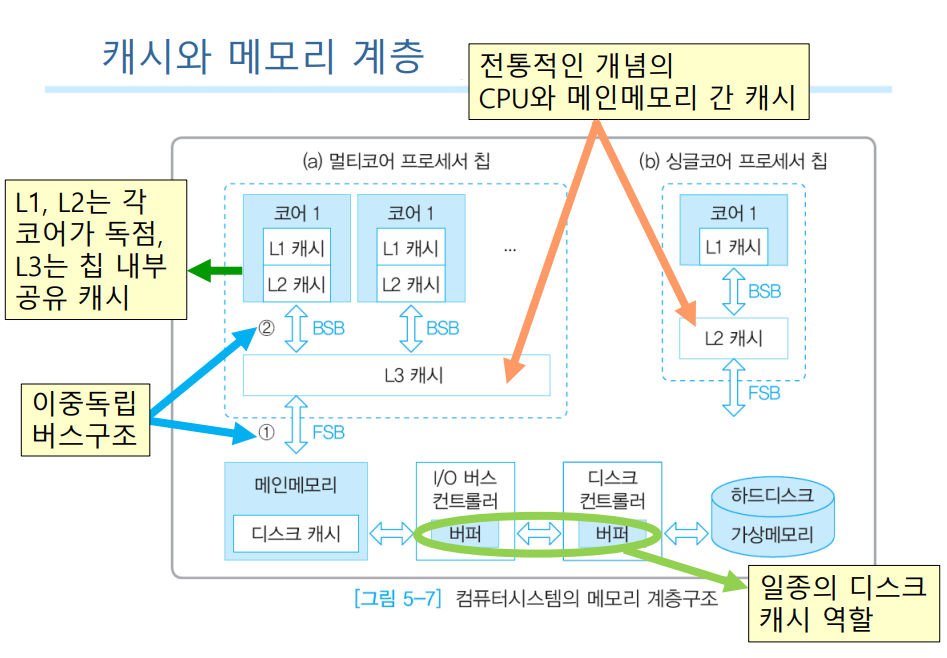 캐시와 메모리 계층
전통적인 개념의
CPU와 메인메모리 간 캐시
(a) 멀티코어 프로세서 칩
(b) 싱글코어 프로세서 칩
L1, L2는 각
코어가 독점,
L3는 칩 내부
공유 캐시
코어 1
L1 캐시
L2 캐시
코어 1
L1 캐시
L2 캐시
...
코어 1
L1 캐시
② BSB
BSB
BSB
L2 캐시
L3 캐시
FSB
이중독립
버스구조
① FSB
메인메모리
디스크 캐시
I/O 버스
컨트롤러
버퍼
디스크
컨트롤러
버퍼
하드디스크
가상메모리
[그림 5-7] 컴퓨터시스템의 메모리 계층구조
일종의 디스크
캐시 역할